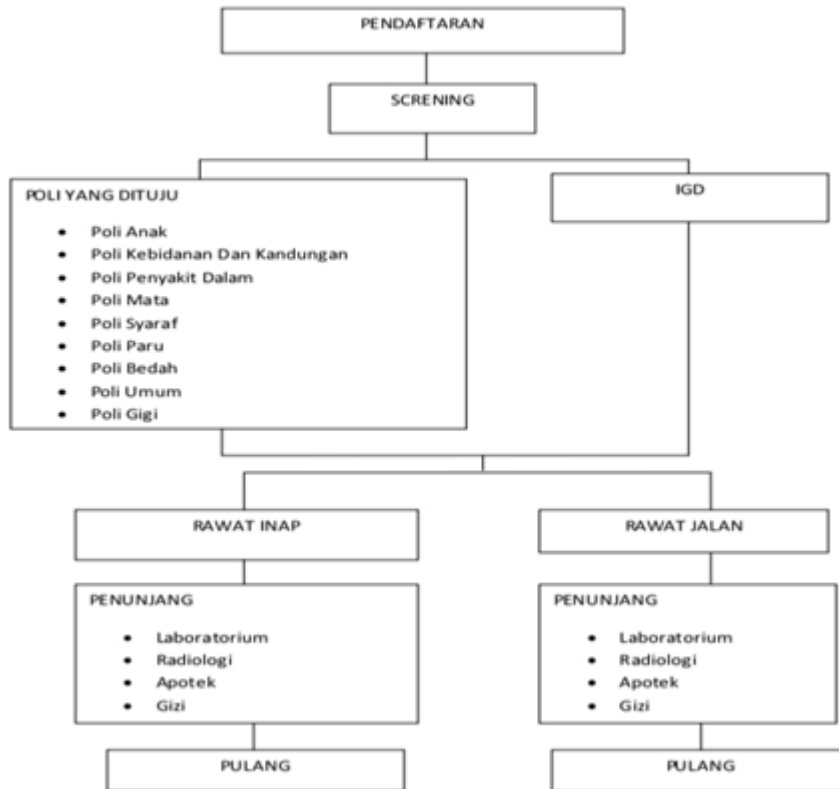 PENDAFTARAN
SCRENING
POLI YANG DITUJU
• Poli Anak
• Poli Kebidanan Dan Kandungan
• Poli Penyakit Dalam
• Poli Mata
• Poli Syaraf
• Poli Paru
• Poli Bedah
• Poli Umum
• Poli Gigi
IGD
RAWAT INAP
RAWAT JALAN
PENUNJANG
• Laboratorium
• Radiologi
• Apotek
• Gizi
PENUNJANG
• Laboratorium
• Radiologi
• Apotek
• Gizi
PULANG
PULANG